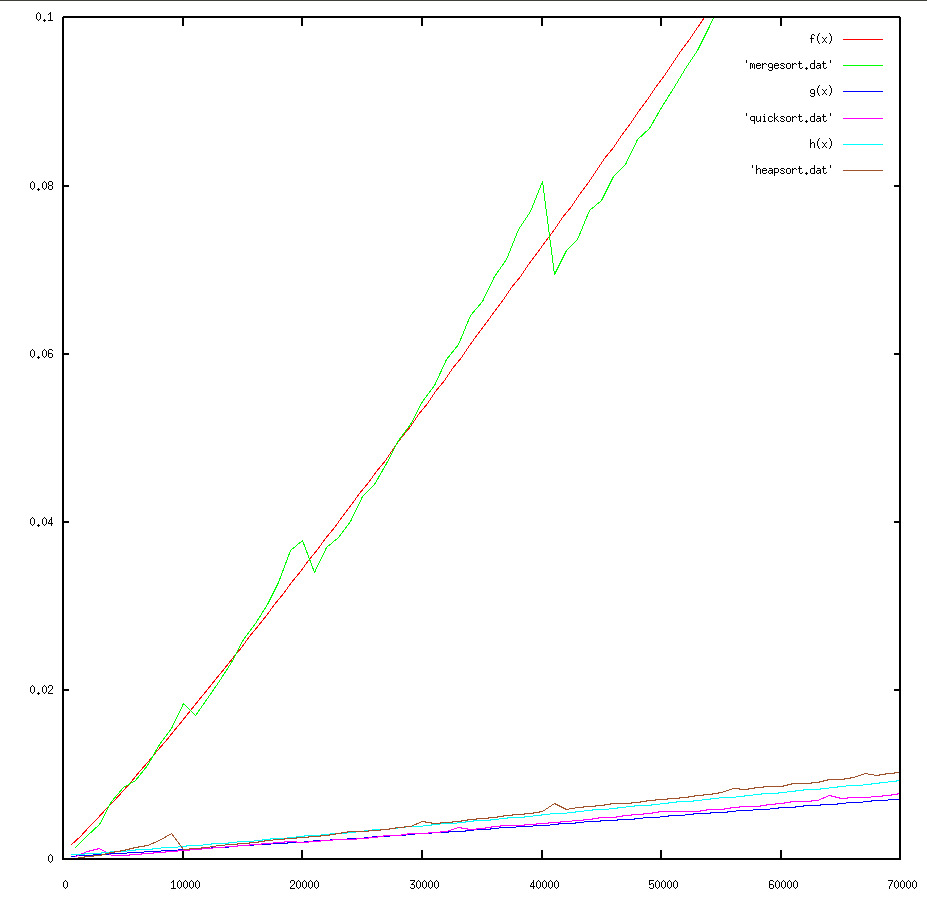 0.1
f(x)
'mergesort.dat'
g(x)
'quicksort.dat'
h(x)
'heapsort.dat'
0.08
0.06
0.04
0.02
0
0 10000 20000 30000 40000 50000 60000 70000